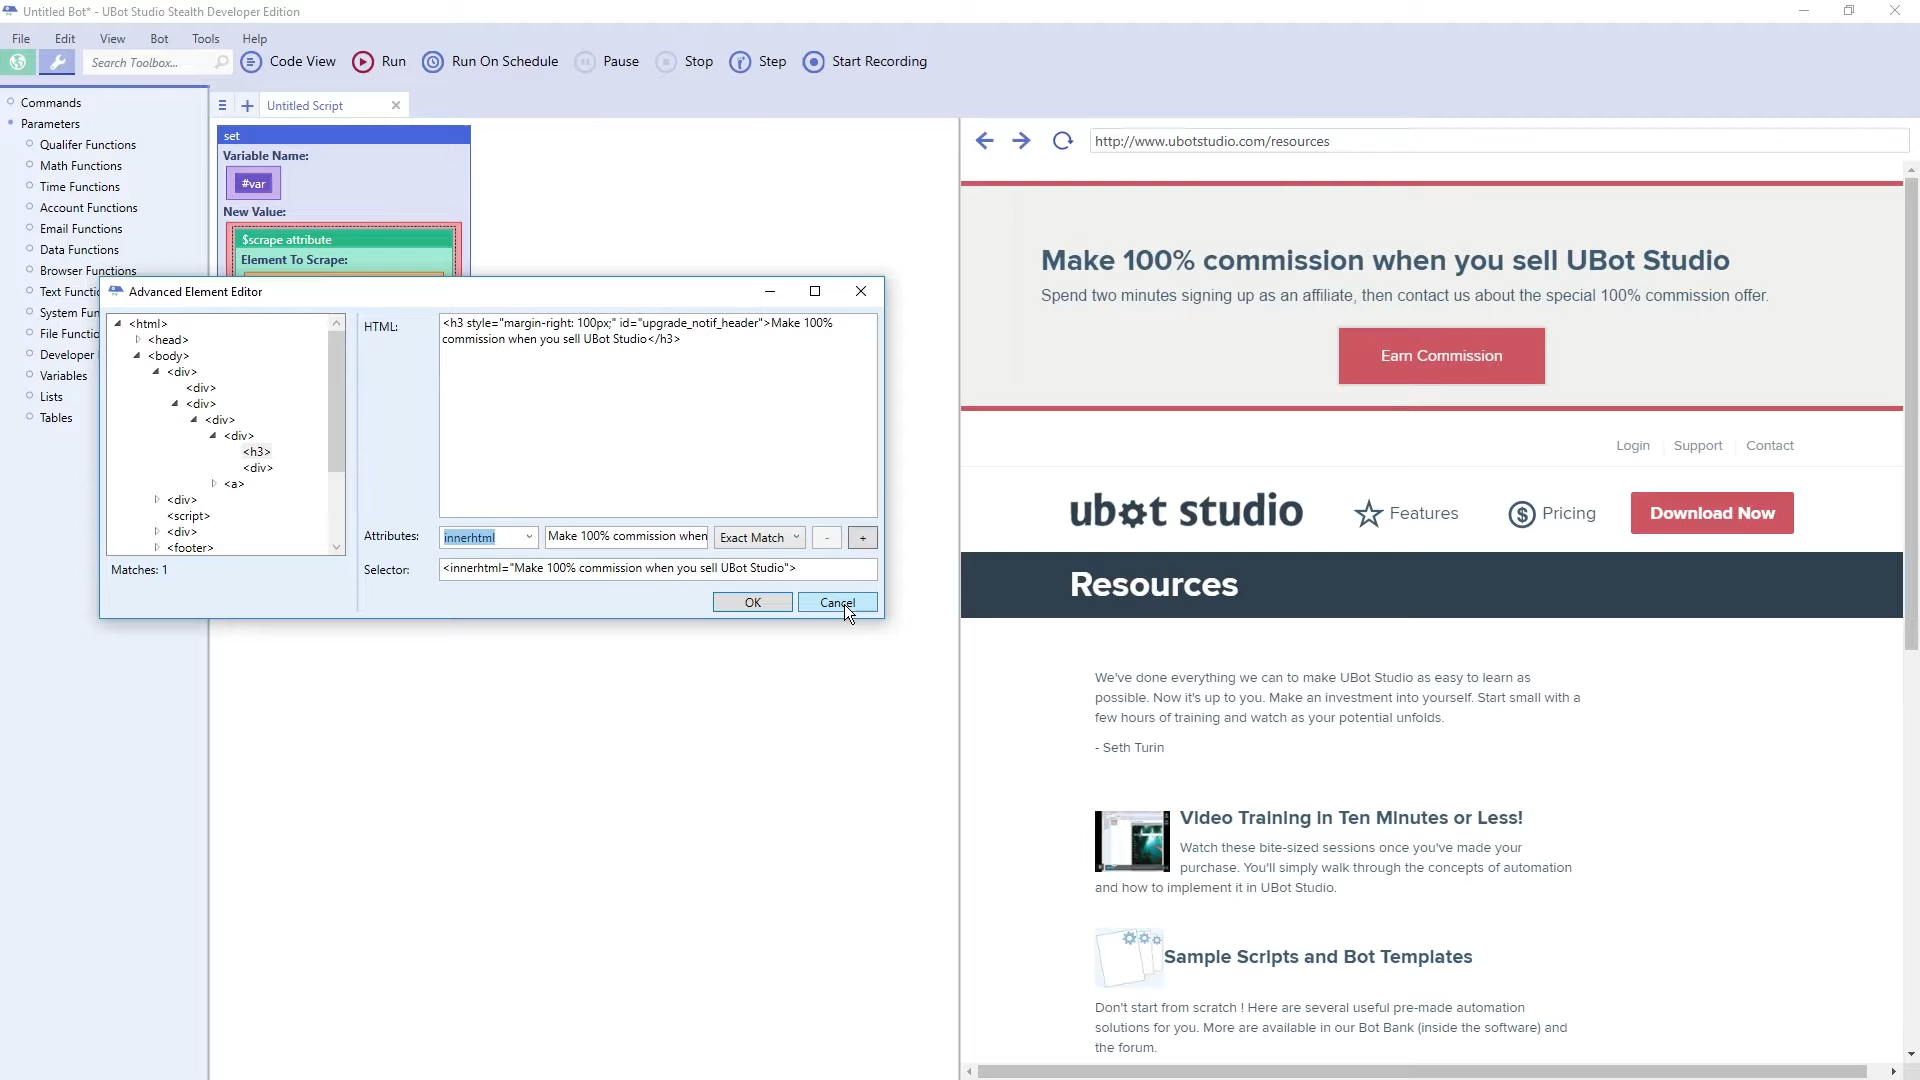 Untitled Bot* - UBot Studio Stealth Developer Edition
File Edit View Bot Tools Help
Search Toolbox...
Code View
Run
Run On Schedule
Pause
Stop
Step
Start Recording
Commands
Parameters
Qualifer Functions
Math Functions
Time Functions
Account Functions
Email Functions
Data Functions
Browser Functions
Text Functi
System Fun
File Functio
Developer
Variables
Lists
Tables
Untitled Script
set
Variable Name:
#var
New Value:
$scrape attribute
Element To Scrape:
Advanced Element Editor
<html>
<head>
<body>
<div>
<div>
<div>
<div>
<div>
<h3>
<div>
<a>
<div>
<script>
<div>
<footer>
Matches: 1
HTML:
<h3 style="margin-right: 100px;" id="upgrade_notif_header">Make 100%
commission when you sell UBot Studio</h3>
Attributes:
innerhtml
Make 100% commission when
Exact Match
-
+
Selector:
<innerhtml="Make 100% commission when you sell UBot Studio">
OK
Cancel
http://www.ubotstudio.com/resources
Make 100% commission when you sell UBot Studio
Spend two minutes signing up as an affiliate, then contact us about the special 100% commission offer.
Earn Commission
Login
Support
Contact
ubot studio
Features
Pricing
Download Now
Resources
We've done everything we can to make UBot Studio as easy to learn as
possible. Now it's up to you. Make an investment into yourself. Start small with a
few hours of training and watch as your potential unfolds.
- Seth Turin
Video Training in Ten Minutes or Less!
Watch these bite-sized sessions once you've made your
purchase. You'll simply walk through the concepts of automation
and how to implement it in UBot Studio.
Sample Scripts and Bot Templates
Don't start from scratch ! Here are several useful pre-made automation
solutions for you. More are available in our Bot Bank (inside the software) and
the forum.